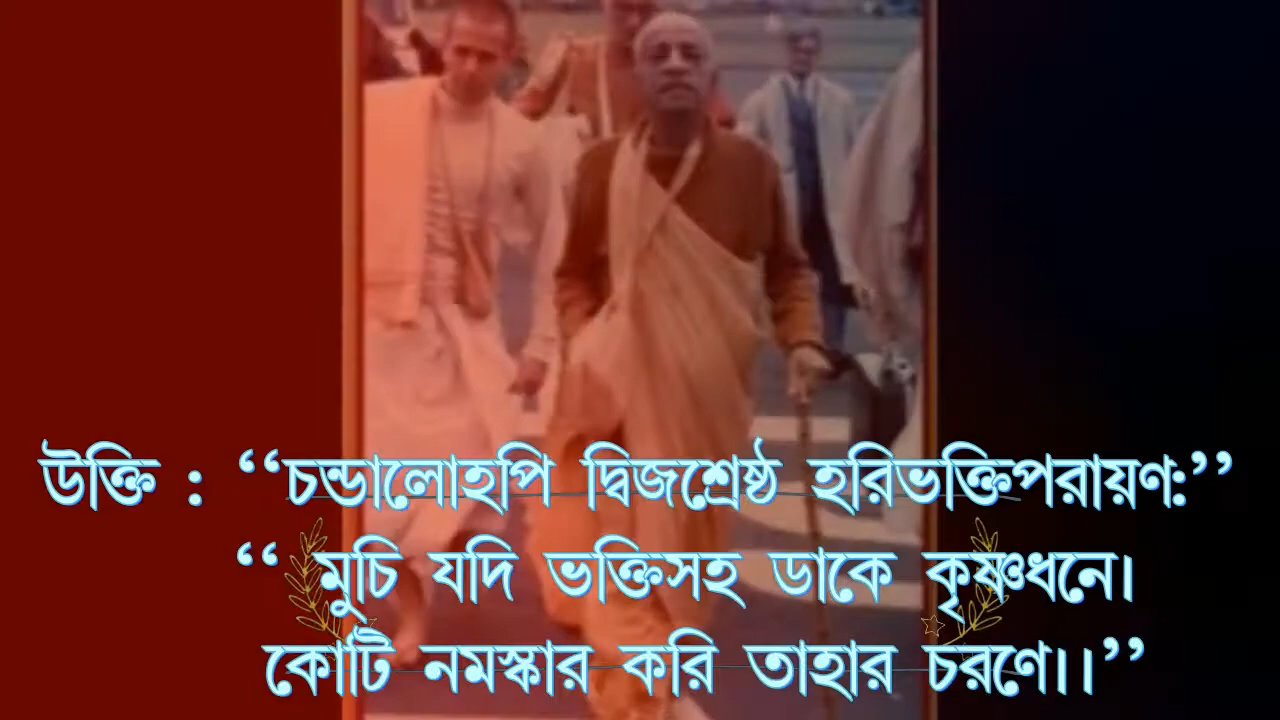 উক্তি : ‘‘চন্ডালোহপি দ্বিজশ্রেষ্ঠ হরিভক্তিপরায়ণ:’’
‘‘ মুচি যদি ভক্তিসহ ডাকে কৃষ্ণধনে।
কোটি নমস্কার করি তাহার চরণে।।’’